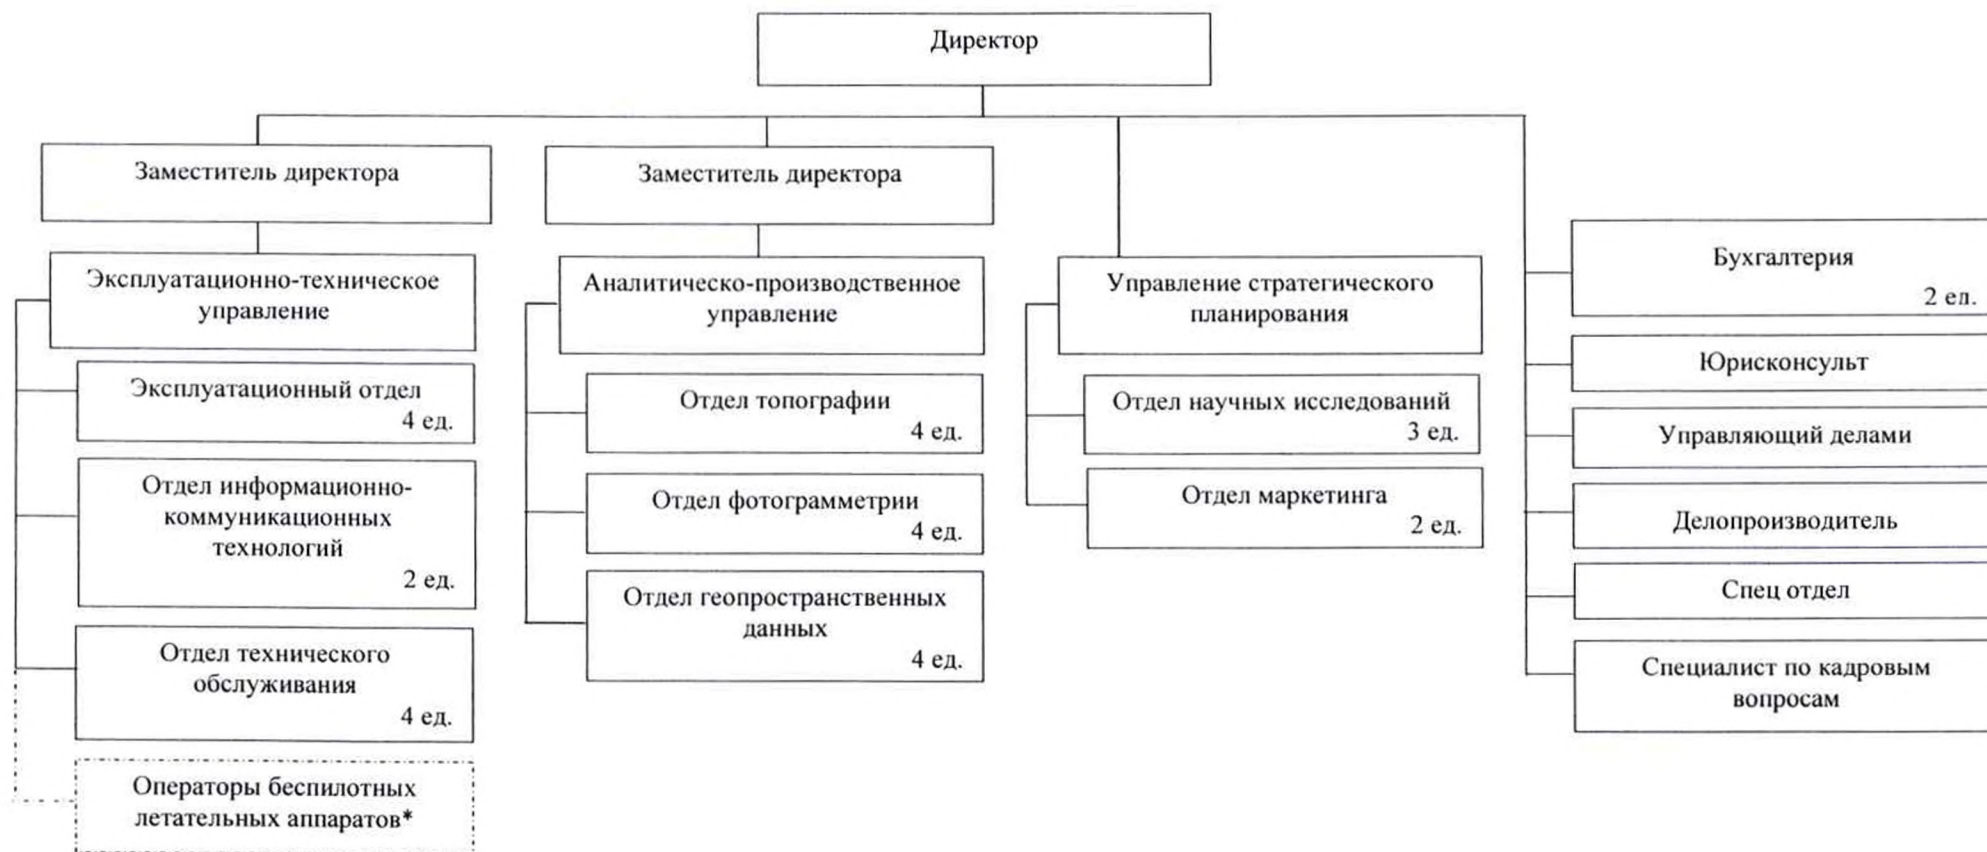 Директор
Заместитель директора
Эксплуатационно-техническое
управление
Эксплуатационный отдел
4 ед.
Отдел информационно-
коммуникационных
технологий
2 ед.
Отдел технического
обслуживания
4 ед.
Операторы беспилотных
летательных аппаратов*
Заместитель директора
Аналитическо-производственное
управление
Отдел топографии
4 ед.
Отдел фотограмметрии
4 ед.
Отдел геопространственных
данных
4 ед.
Управление стратегического
планирования
Отдел научных исследований
3 ед.
Отдел маркетинга
2 ед.
Бухгалтерия
2 ед.
Юрисконсульт
Управляющий делами
Делопроизводитель
Спец отдел
Специалист по кадровым
вопросам